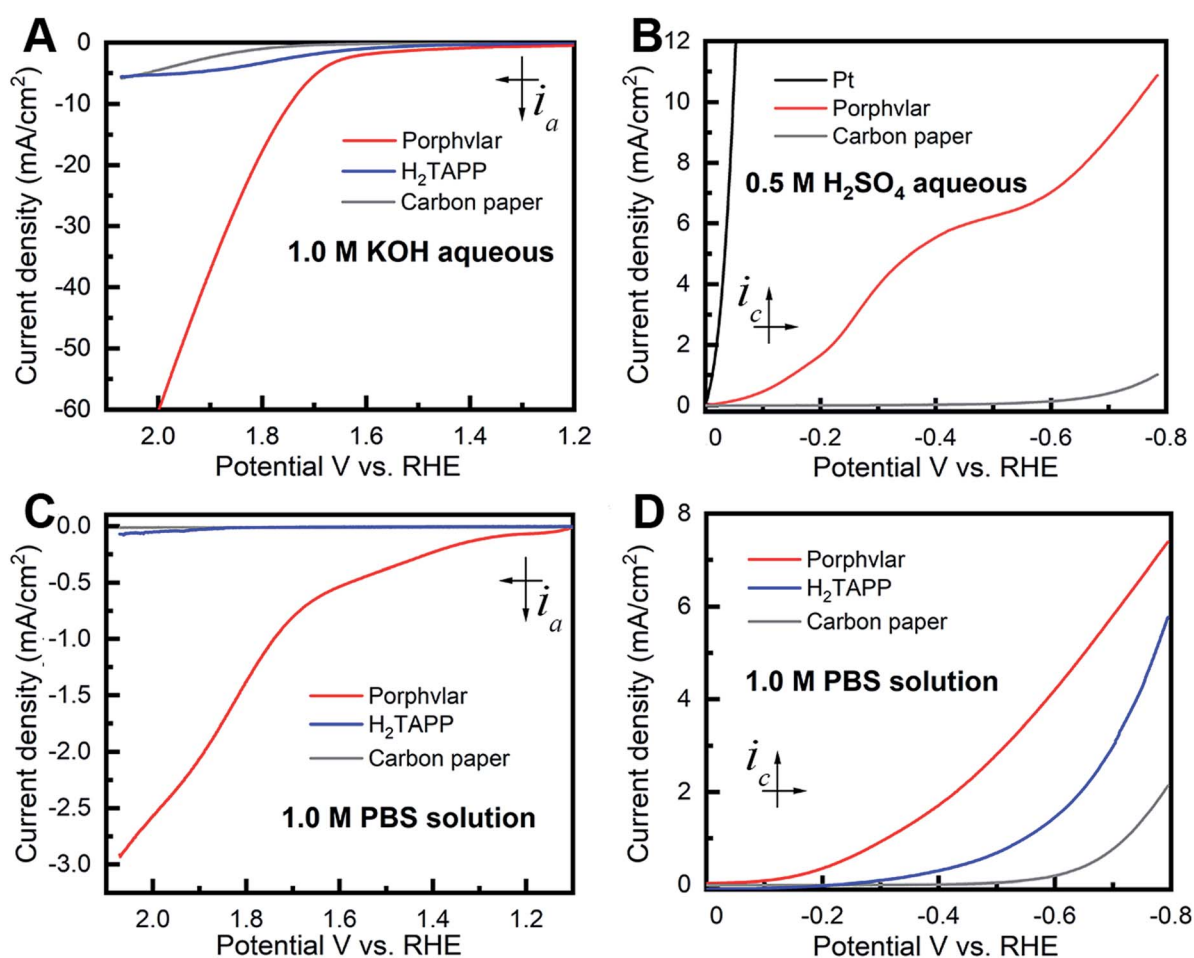 A
Current density (mA/cm²)
0
-10
-20
-30
-40
-50
-60
2.0 1.8 1.6 1.4 1.2
Potential V vs. RHE
iₐ
Porphvlar
H₂TAPP
Carbon paper
1.0 M KOH aqueous
B
Current density (mA/cm²)
12
10
8
6
4
2
0
0 -0.2 -0.4 -0.6 -0.8
Potential V vs. RHE
Pt
Porphvlar
Carbon paper
0.5 M H₂SO₄ aqueous
i_c
C
Current density (mA/cm²)
0.0
-0.5
-1.0
-1.5
-2.0
-2.5
-3.0
2.0 1.8 1.6 1.4 1.2
Potential V vs. RHE
iₐ
Porphvlar
H₂TAPP
Carbon paper
1.0 M PBS solution
D
Current density (mA/cm²)
8
6
4
2
0
0 -0.2 -0.4 -0.6 -0.8
Potential V vs. RHE
Porphvlar
H₂TAPP
Carbon paper
1.0 M PBS solution
i_c